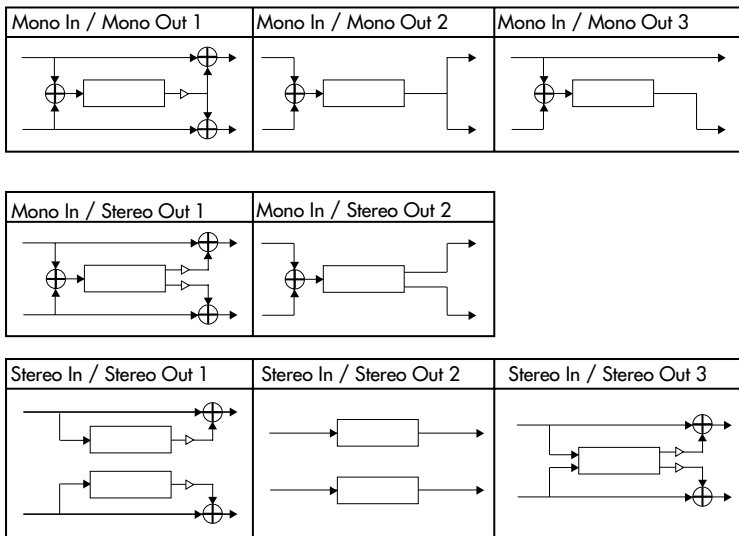 Mono In / Mono Out 1
Mono In / Mono Out 2
Mono In / Mono Out 3
Mono In / Stereo Out 1
Mono In / Stereo Out 2
Stereo In / Stereo Out 1
Stereo In / Stereo Out 2
Stereo In / Stereo Out 3